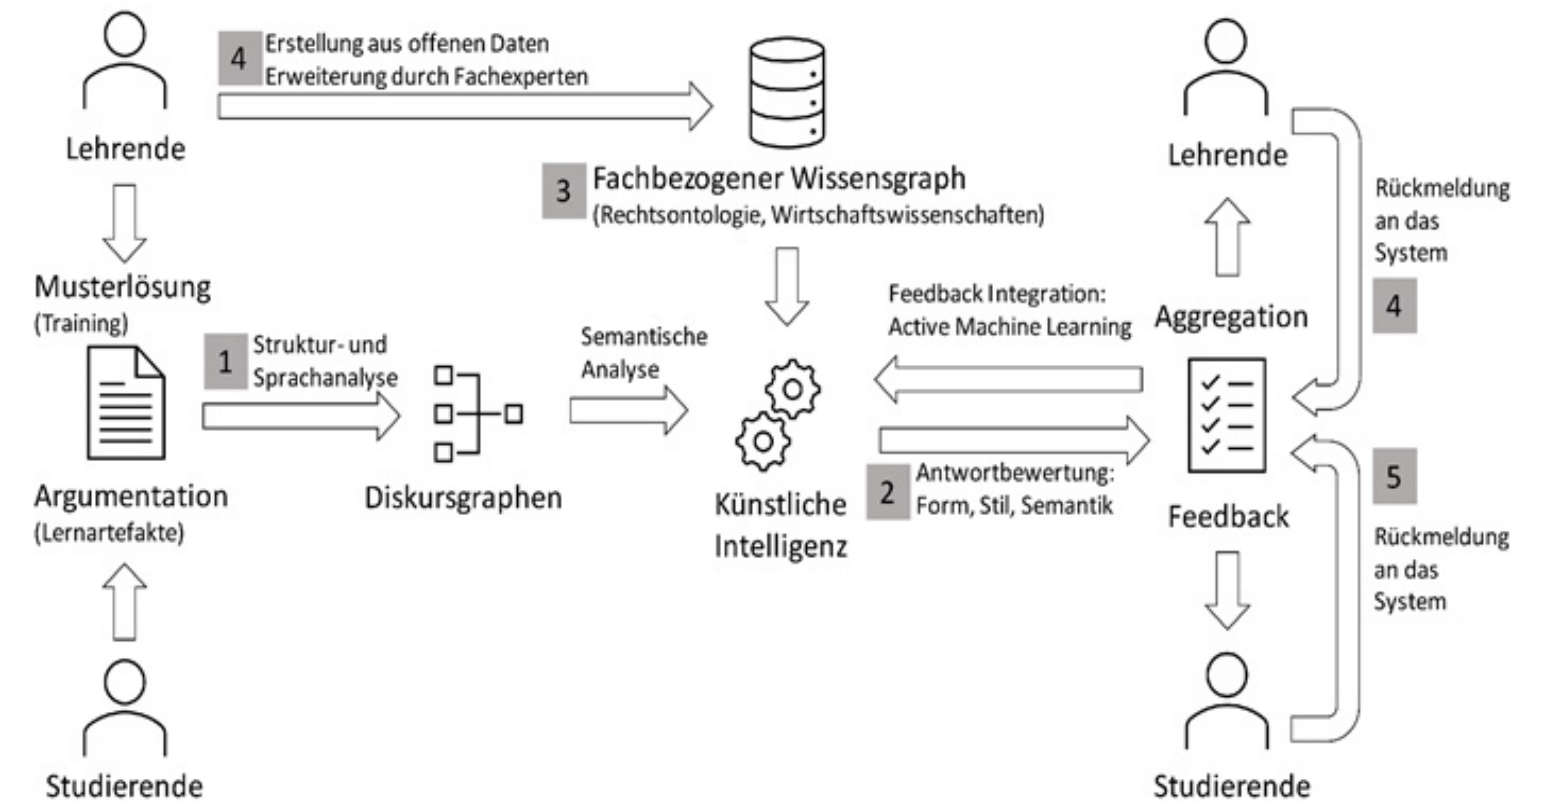 4
Erstellung aus offenen Daten
Erweiterung durch Fachexperten
Lehrende
Lehrende
3
Fachbezogener Wissensgraph
(Rechtsontologie, Wirtschaftswissenschaften)
Rückmeldung
an das
System
4
Musterlösung
(Training)
1
Struktur- und
Sprachanalyse
Semantische
Analyse
Feedback Integration:
Active Machine Learning
Aggregation
Argumentation
(Lernartefakte)
Diskursgraphen
Künstliche
Intelligenz
2
Antwortbewertung:
Form, Stil, Semantik
Feedback
5
Rückmeldung
an das
System
Studierende
Studierende